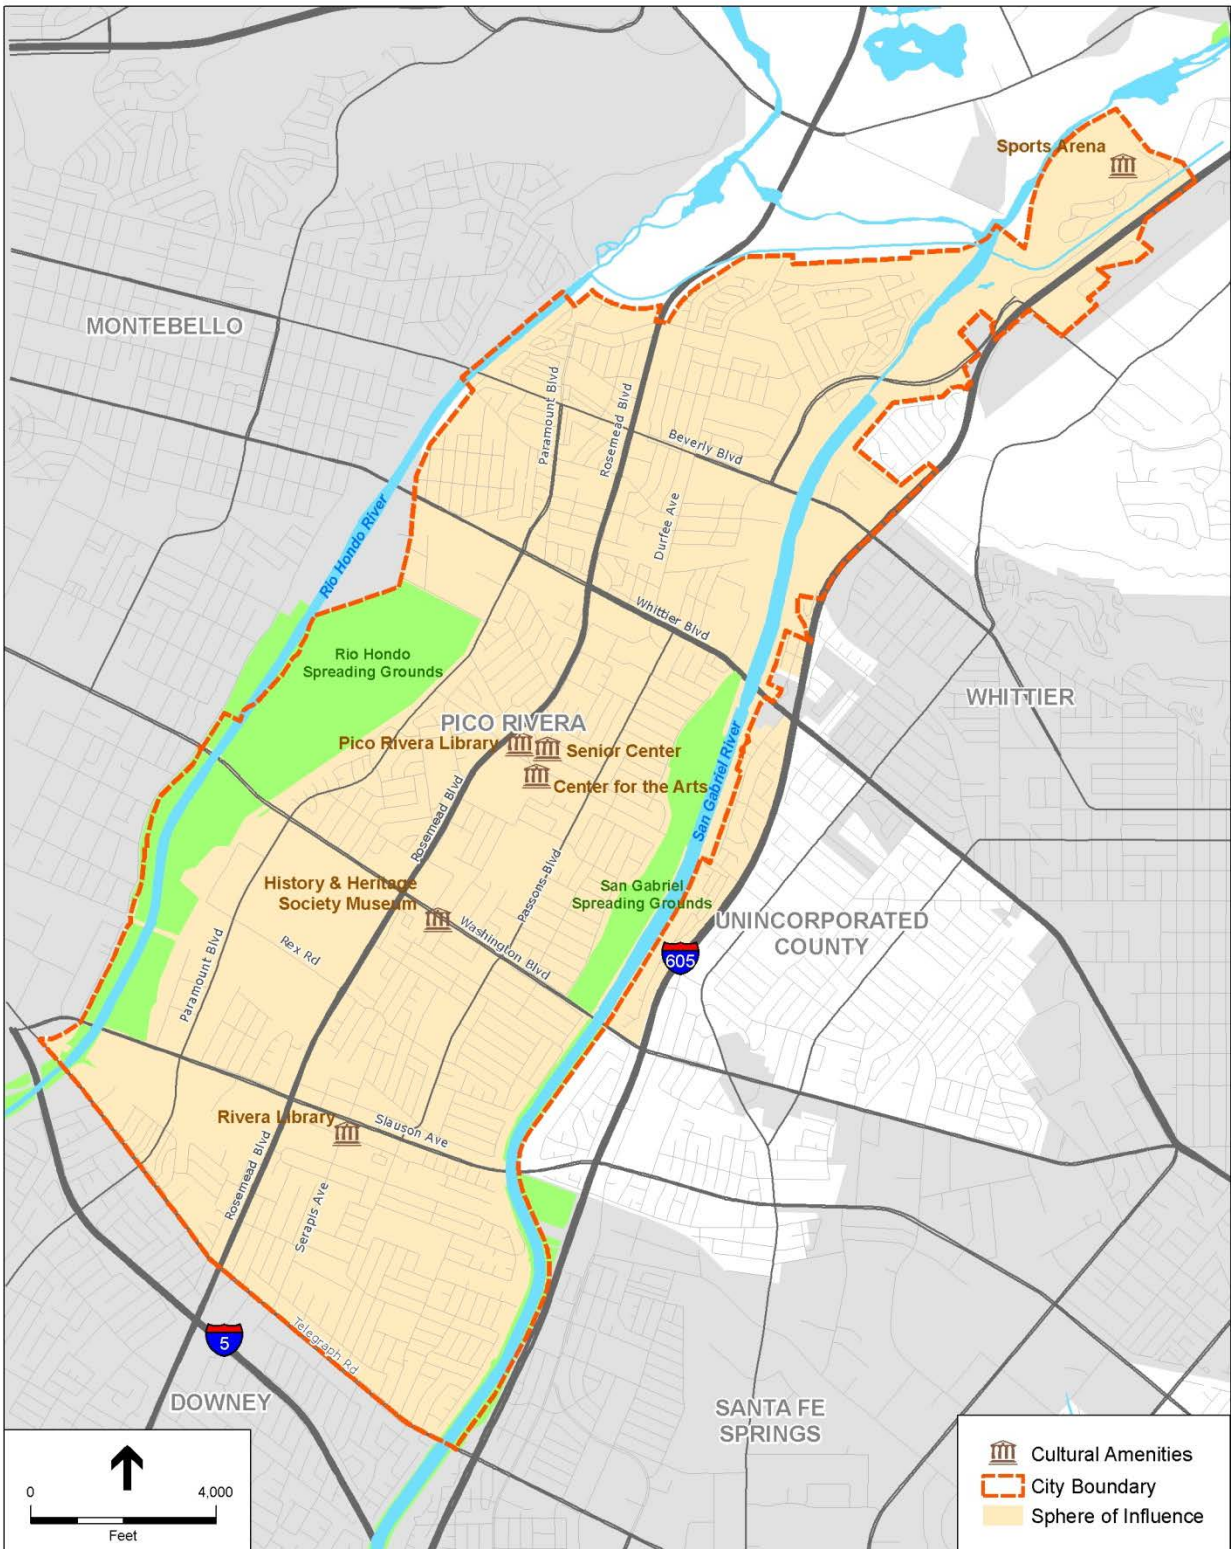 Sports Arena
MONTEBELLO
Paramount Blvd
Rosemead Blvd
Beverly Blvd
Durfee Ave
Rio Hondo River
Whittier Blvd
Rio Hondo
Spreading Grounds
WHITTIER
PICO RIVERA
Pico Rivera Library
Senior Center
Center for the Arts
San Gabriel River
Rosemead Blvd
History & Heritage
Society Museum
Passons-Blvd
San Gabriel
Spreading Grounds
Washington Blvd
UNINCORPORATED
COUNTY
Rex Rd
Paramount Blvd
605
Rivera Library
Slauson Ave
Rosemead Blvd
Serapis Ave
Telegraph Rd
5
DOWNEY
SANTA FE
SPRINGS
0
4,000
Feet
Cultural Amenities
City Boundary
Sphere of Influence